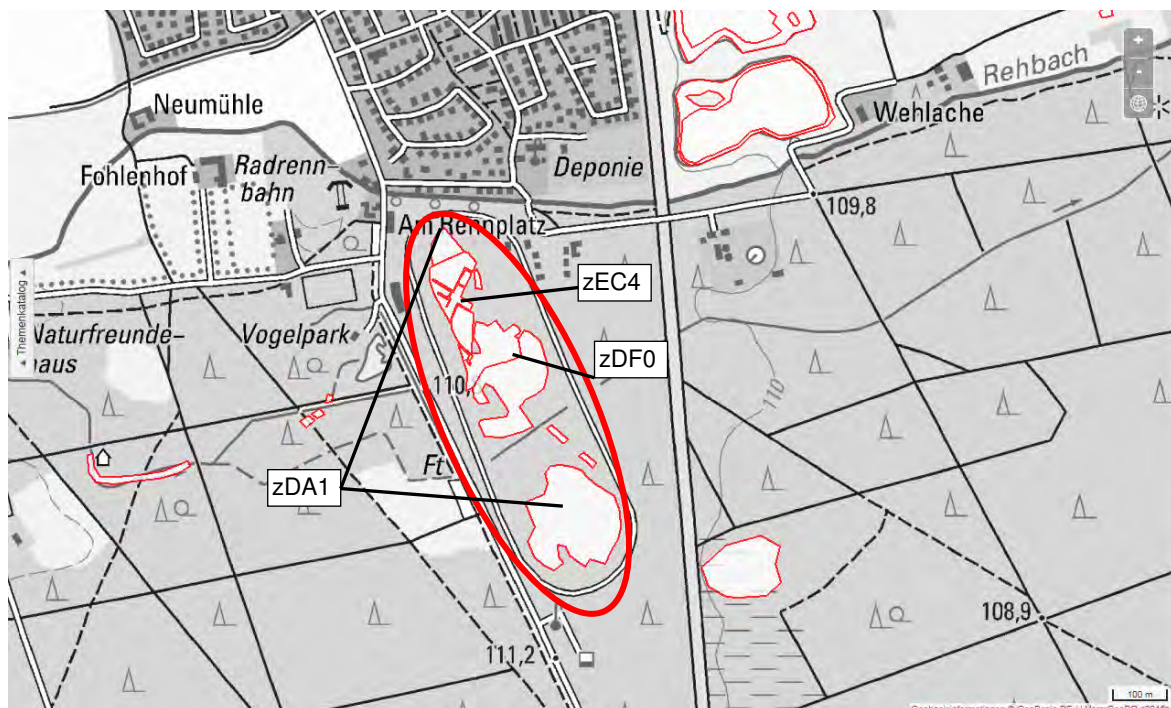 +
-
Rehbach
Neumühle
Wehlache
Fohlenhof
Radrenn-
bahn
Deponie
109,8
Am Rennplatz
zEC4
▲ Themenkatalog ▲
Naturfreunde-
haus
Vogelpark
zDF0
110,
110
Ft
zDA1
108,9
111,2
100 m